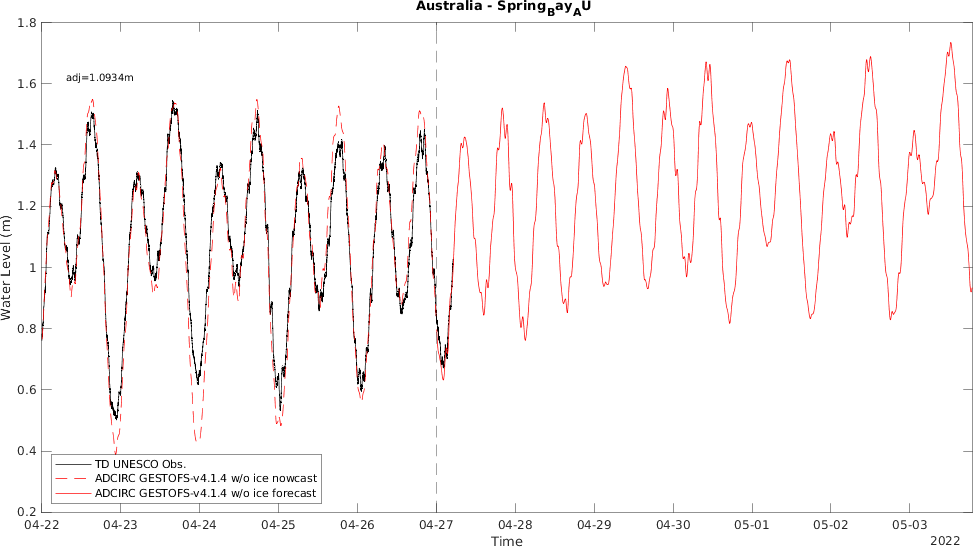 Australia - Spring_Bay_AU
adj=1.0934m
1.8
1.6
1.4
1.2
1
0.8
0.6
0.4
0.2
Water Level (m)
TD UNESCO Obs.
ADCIRC GESTOFS-v4.1.4 w/o ice nowcast
ADCIRC GESTOFS-v4.1.4 w/o ice forecast
04-22 04-23 04-24 04-25 04-26 04-27 04-28 04-29 04-30 05-01 05-02 05-03
Time
2022